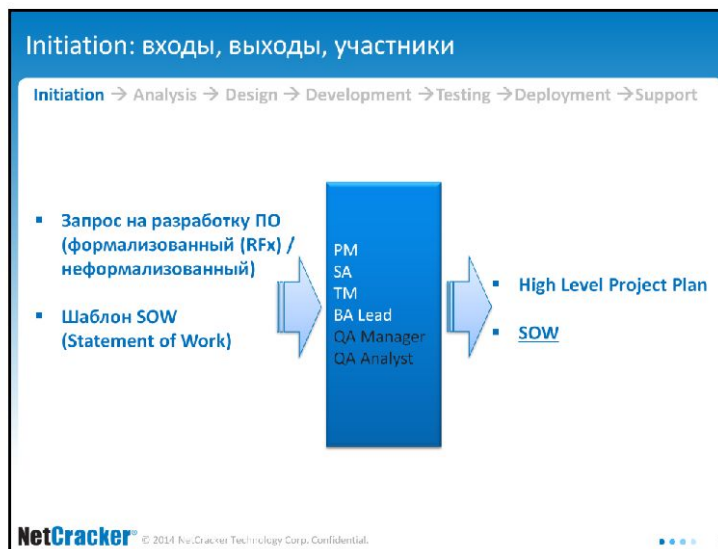 Initiation: входы, выходы, участники
Initiation → Analysis → Design → Development →Testing →Deployment →Support
▪ Запрос на разработку ПО
(формализованный (RFx) /
неформализованный)
▪ Шаблон SOW
(Statement of Work)
PM
SA
TM
BA Lead
QA Manager
QA Analyst
▪ High Level Project Plan
▪ SOW
NetCracker® © 2014 NetCracker Technology Corp. Confidential.